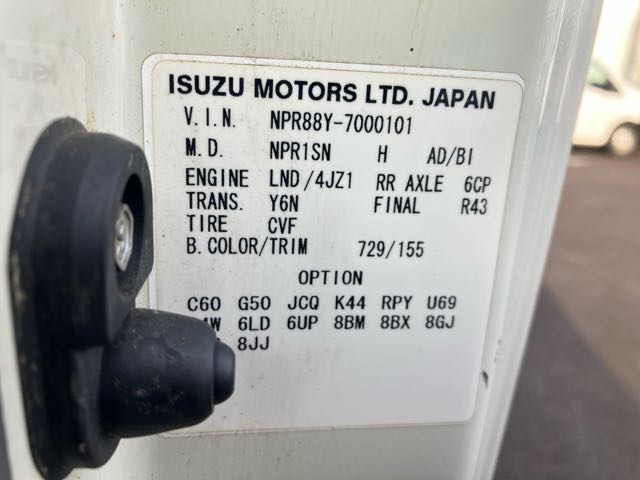 ISUZU MOTORS LTD. JAPAN
V.I.N. NPR88Y-7000101
M.D. NPR1SN H AD/BI
ENGINE LND/4JZ1 RR AXLE 6CP
TRANS. Y6N FINAL R43
TIRE CVF
B.COLOR/TRIM 729/155
OPTION
C60 G50 JCQ K44 RPY U69
6LD 6UP 8BM 8BX 8GJ
8JJ